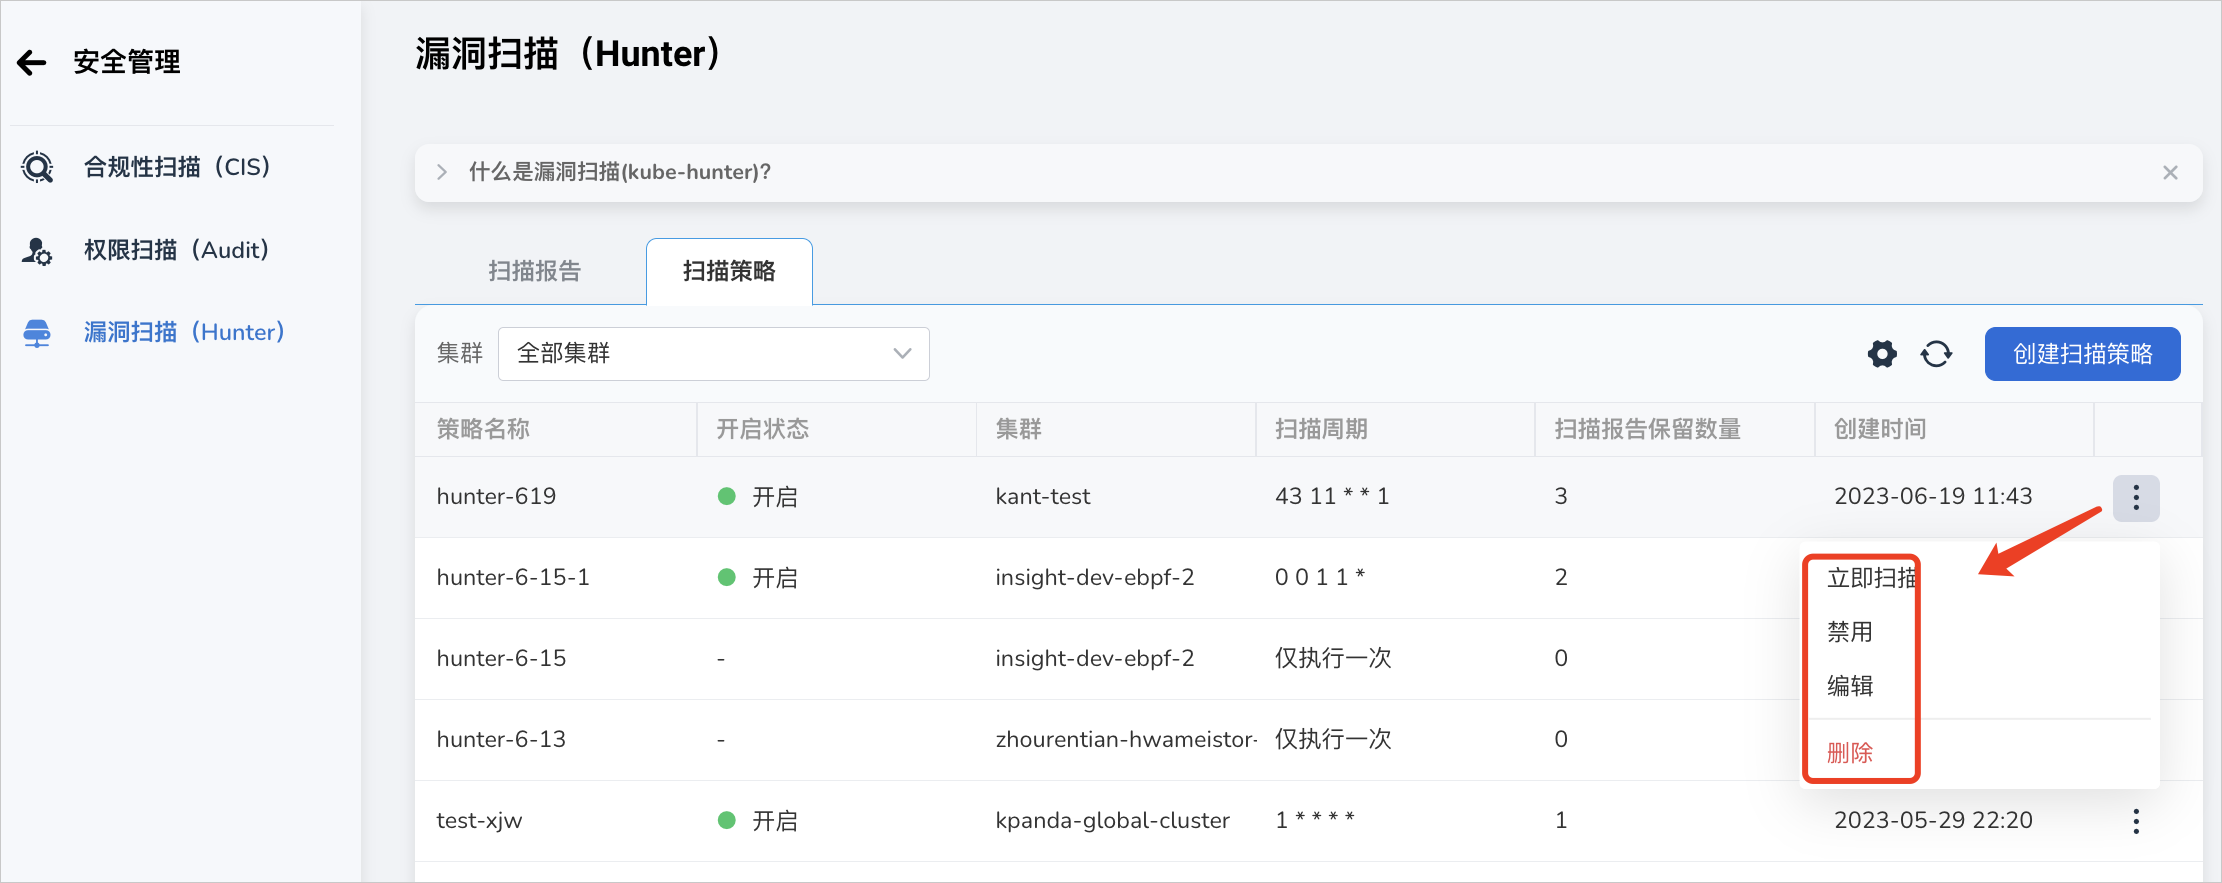 安全管理
合规性扫描（CIS）
权限扫描（Audit）
漏洞扫描（Hunter）
漏洞扫描（Hunter）
什么是漏洞扫描(kube-hunter)?
扫描报告 扫描策略
集群 全部集群 创建扫描策略
策略名称 开启状态 集群 扫描周期 扫描报告保留数量 创建时间
hunter-619 开启 kant-test 43 11 * * 1 3 2023-06-19 11:43
hunter-6-15-1 开启 insight-dev-ebpf-2 0 0 1 1 * 2
立即扫描
禁用
hunter-6-15 - insight-dev-ebpf-2 仅执行一次 0
编辑
hunter-6-13 - zhourentian-hwameistor- 仅执行一次 0
删除
test-xjw 开启 kpanda-global-cluster 1 * * * * 1 2023-05-29 22:20